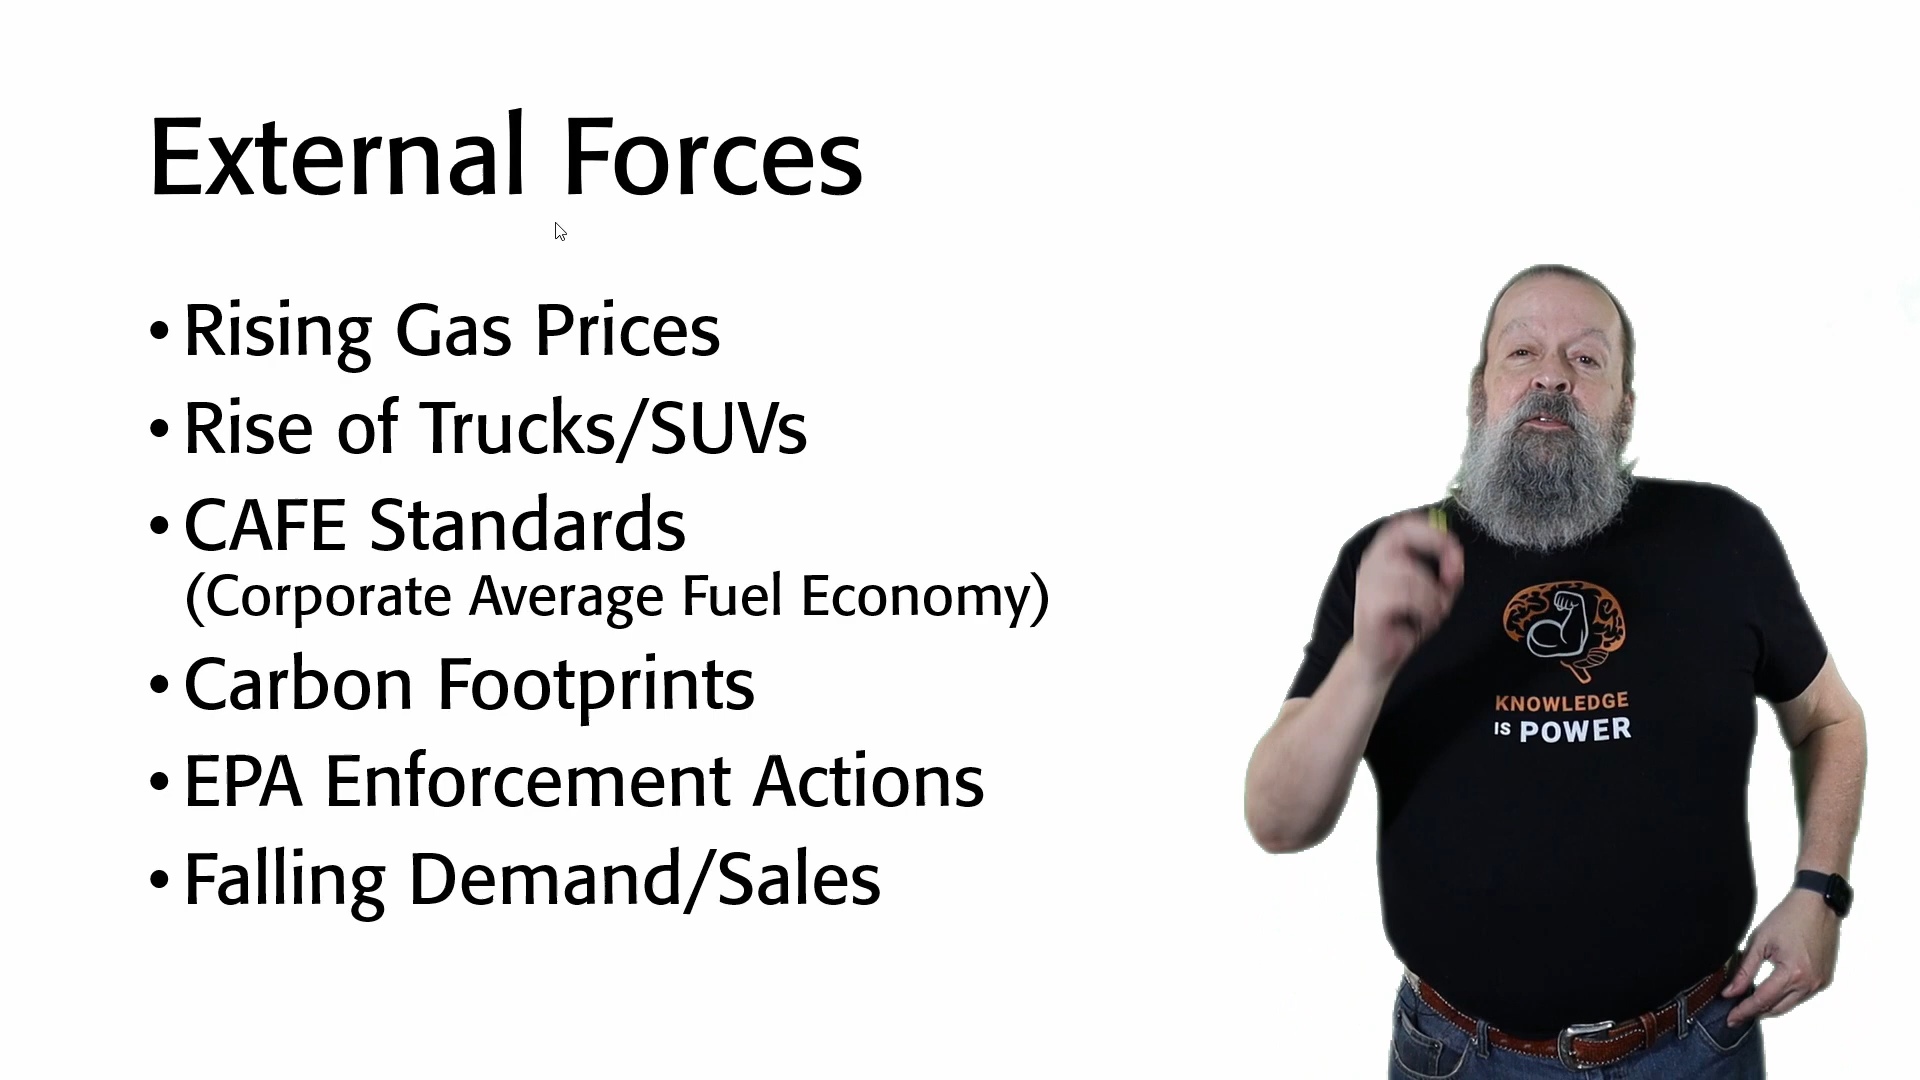 External Forces
• Rising Gas Prices
• Rise of Trucks/SUVs
• CAFE Standards
(Corporate Average Fuel Economy)
• Carbon Footprints
• EPA Enforcement Actions
• Falling Demand/Sales
KNOWLEDGE
IS POWER